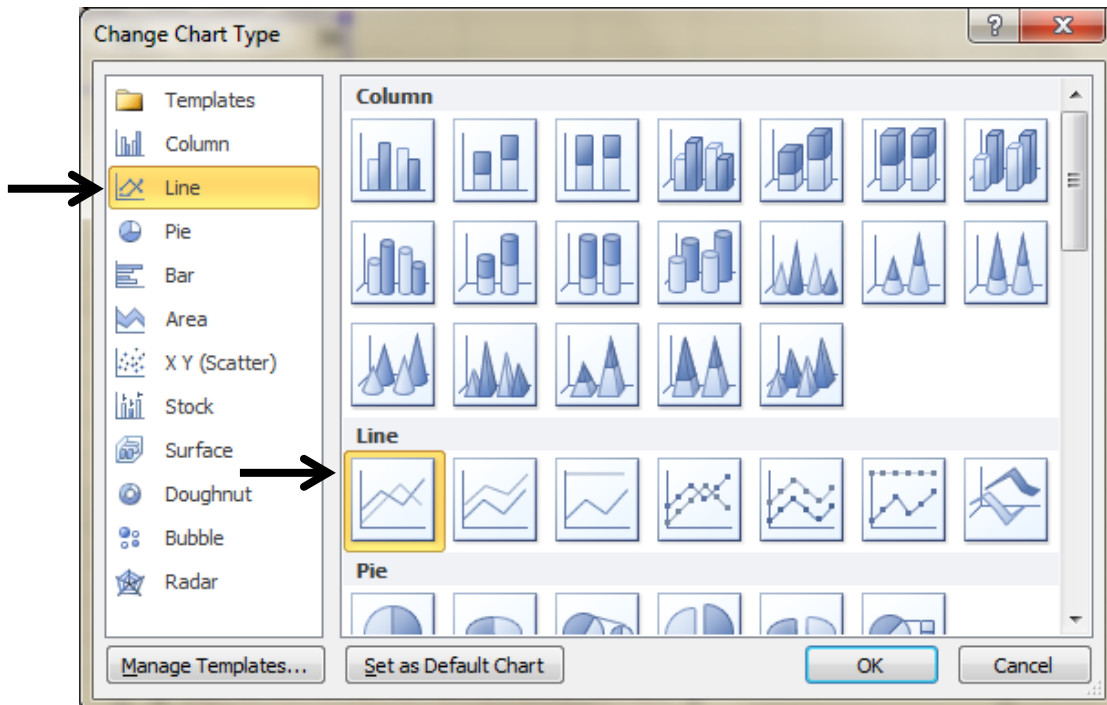 Change Chart Type
Templates
Column
Line
Pie
Bar
Area
X Y (Scatter)
Stock
Surface
Doughnut
Bubble
Radar
Column
Line
Pie
Manage Templates...
Set as Default Chart
OK
Cancel